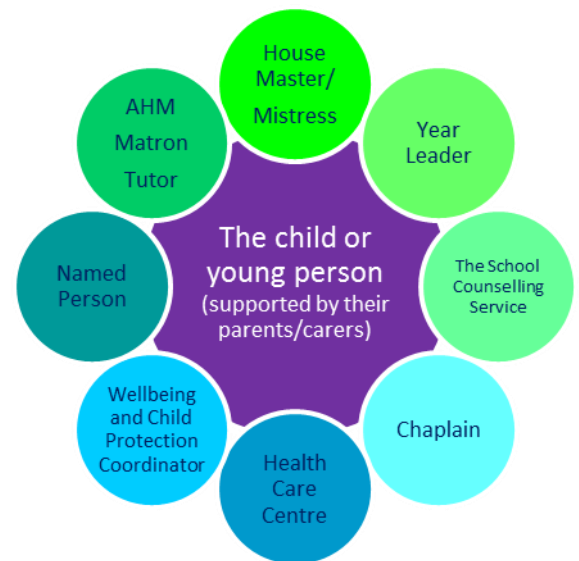 House
Master/
Mistress
Year
Leader
The School
Counselling
Service
Chaplain
Health
Care
Centre
Wellbeing
and Child
Protection
Coordinator
Named
Person
AHM
Matron
Tutor
The child or
young person
(supported by their
parents/carers)